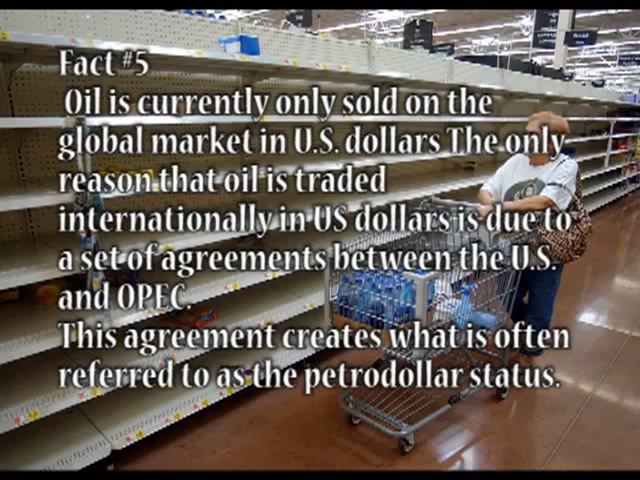 Fact #5
Oil is currently only sold on the
global market in U.S. dollars The only
reason that oil is traded
internationally in US dollars is due to
a set of agreements between the U.S.
and OPEC.
This agreement creates what is often
referred to as the petrodollar status.